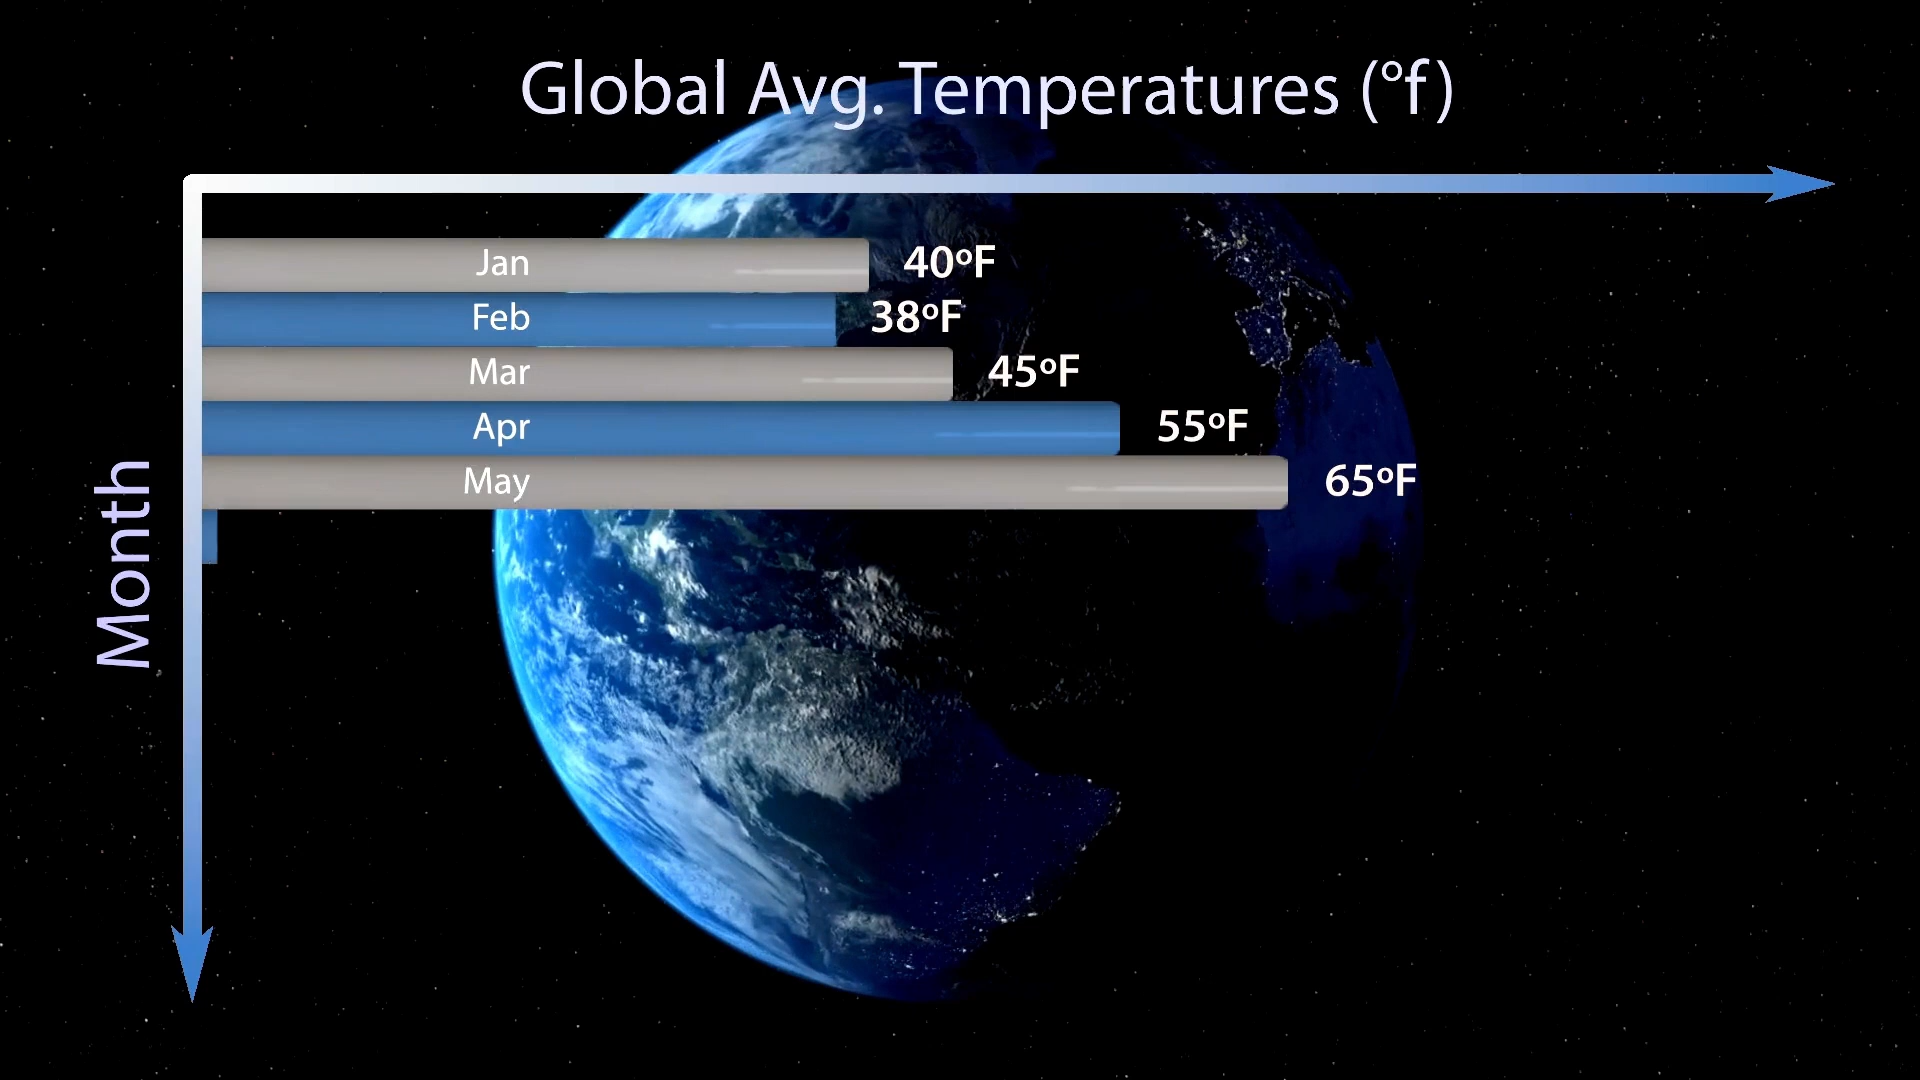 Global Avg. Temperatures (°f)
Month
Jan 40ºF
Feb 38ºF
Mar 45ºF
Apr 55ºF
May 65ºF